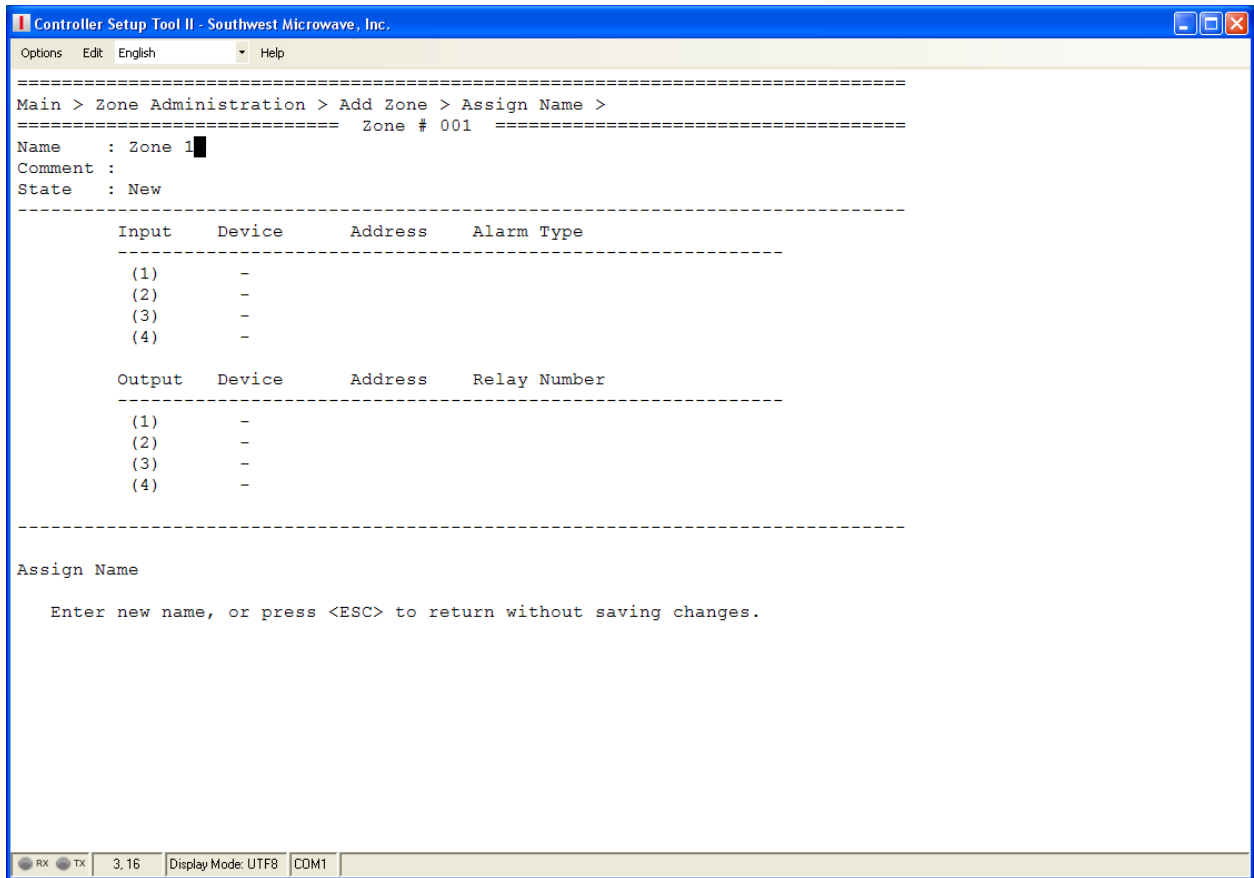 Controller Setup Tool II - Southwest Microwave, Inc.
Options Edit English Help
================================================================================
Main > Zone Administration > Add Zone > Assign Name >
============================= Zone # 001 =====================================
Name : Zone 1
Comment :
State : New
--------------------------------------------------------------------------------
Input Device Address Alarm Type
------------------------------------------------------------
(1) -
(2) -
(3) -
(4) -
Output Device Address Relay Number
------------------------------------------------------------
(1) -
(2) -
(3) -
(4) -
--------------------------------------------------------------------------------
Assign Name
Enter new name, or press <ESC> to return without saving changes.
RX TX 3, 16 Display Mode: UTF8 COM1